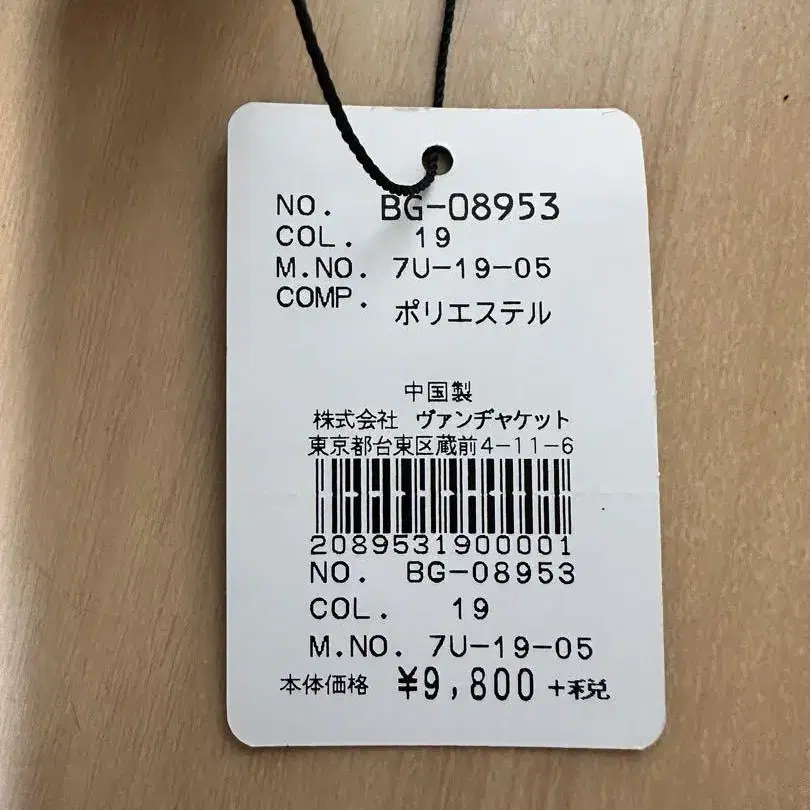 NO. BG-08953
COL. 19
M.NO. 7U-19-05
COMP. ポリエステル
中国製
株式会社 ヴァンヂャケット
東京都台東区蔵前4-11-6
2089531900001
NO. BG-08953
COL. 19
M.NO. 7U-19-05
本体価格 ¥9,800 +税